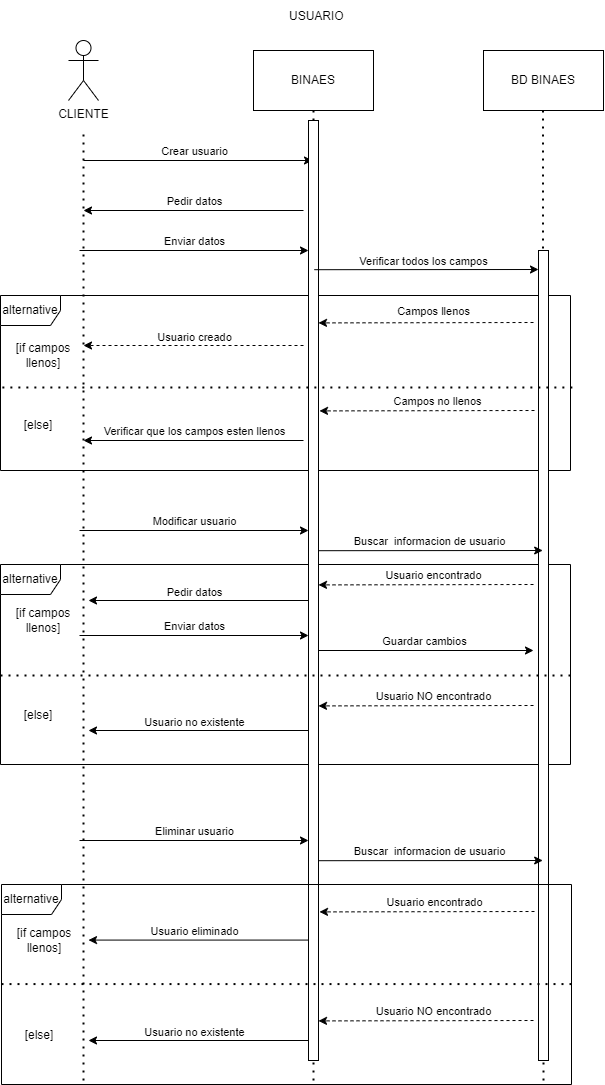 USUARIO
BINAES
BD BINAES
CLIENTE
Crear usuario
Pedir datos
Enviar datos
Verificar todos los campos
alternative
Campos llenos
Usuario creado
[if campos
llenos]
Campos no llenos
[else]
Verificar que los campos esten llenos
Modificar usuario
Buscar informacion de usuario
alternative
Usuario encontrado
Pedir datos
[if campos
llenos]
Enviar datos
Guardar cambios
Usuario NO encontrado
[else]
Usuario no existente
Eliminar usuario
Buscar informacion de usuario
alternative
Usuario encontrado
Usuario eliminado
[if campos
llenos]
Usuario NO encontrado
[else]
Usuario no existente